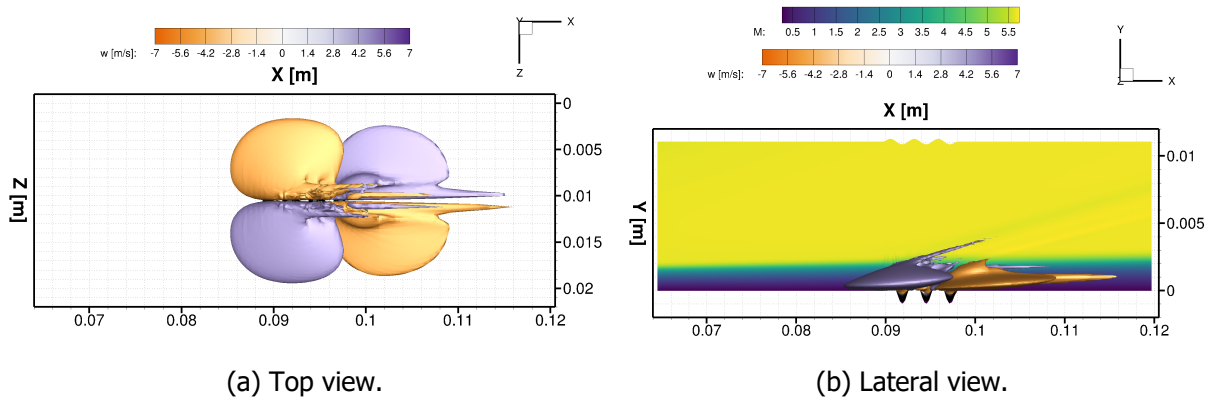 w [m/s]: -7 -5.6 -4.2 -2.8 -1.4 0 1.4 2.8 4.2 5.6 7
Y X
Z
X [m]
0
0.005
0.01
0.015
0.02
Z [m]
0.07 0.08 0.09 0.1 0.11 0.12
(a) Top view.
M: 0.5 1 1.5 2 2.5 3 3.5 4 4.5 5 5.5
w [m/s]: -7 -5.6 -4.2 -2.8 -1.4 0 1.4 2.8 4.2 5.6 7
Y
Z X
X [m]
0.01
0.005
0
Y [m]
0.07 0.08 0.09 0.1 0.11 0.12
(b) Lateral view.